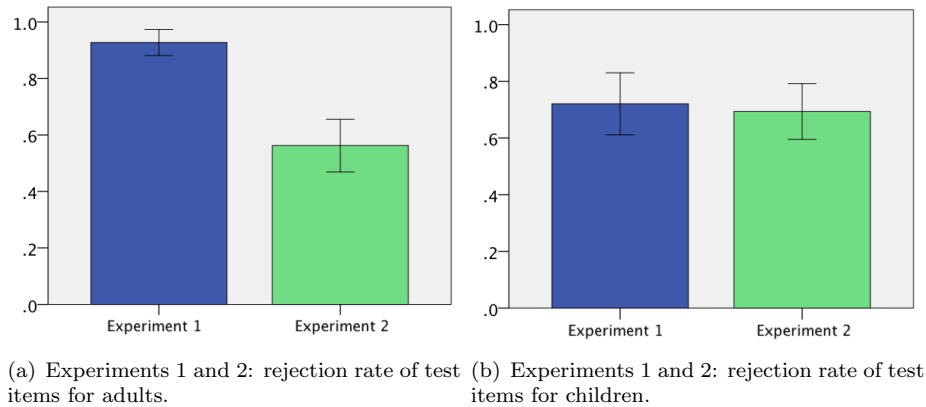 1.0
.8
.6
.4
.2
.0
Experiment 1 Experiment 2
(a) Experiments 1 and 2: rejection rate of test
items for adults.
1.0
.8
.6
.4
.2
.0
Experiment 1 Experiment 2
(b) Experiments 1 and 2: rejection rate of test
items for children.